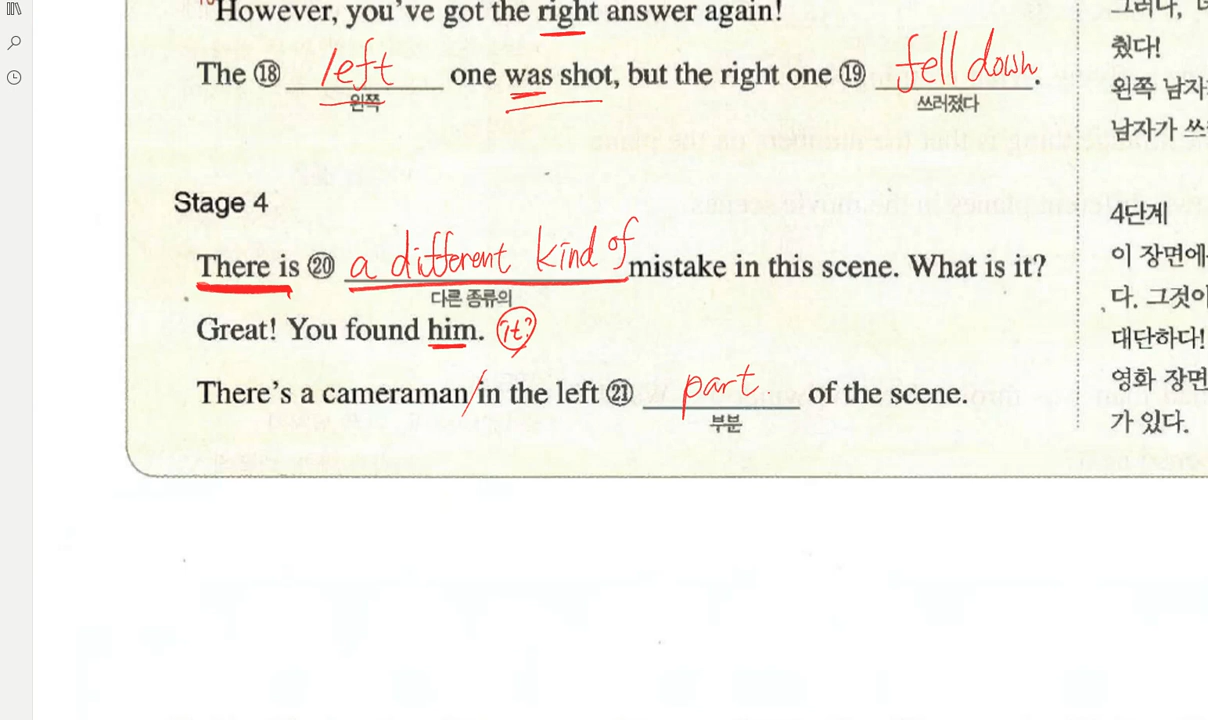 However, you've got the right answer again!
The ⑱ left one was shot, but the right one ⑲ fell down.
왼쪽 쓰러졌다
Stage 4
There is ⑳ a different kind of mistake in this scene. What is it?
다른 종류의
Great! You found him. it?
There's a cameraman / in the left ㉑ part of the scene.
부분
췄다!
왼쪽 남자
남자가 쓰
4단계
이 장면에
다. 그것이
대단하다!
영화 장면
가 있다.